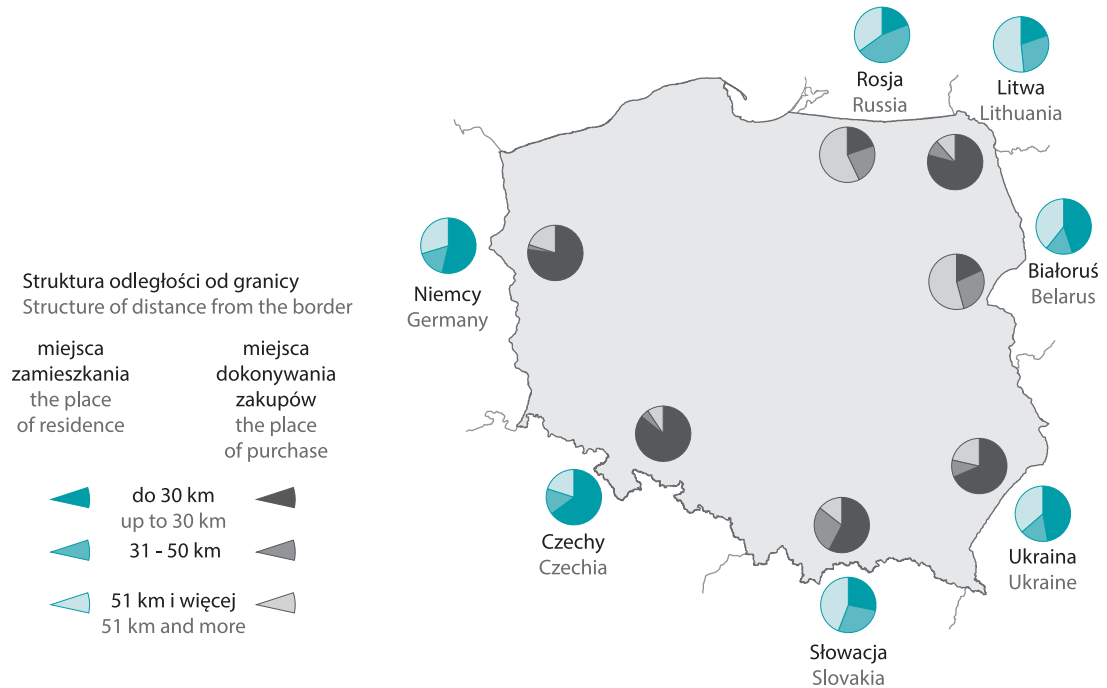 Rosja
Russia
Litwa
Lithuania
Białoruś
Belarus
Niemcy
Germany
Struktura odległości od granicy
Structure of distance from the border
miejsca
zamieszkania
the place
of residence
miejsca
dokonywania
zakupów
the place
of purchase
do 30 km
up to 30 km
31 - 50 km
51 km i więcej
51 km and more
Czechy
Czechia
Ukraina
Ukraine
Słowacja
Slovakia